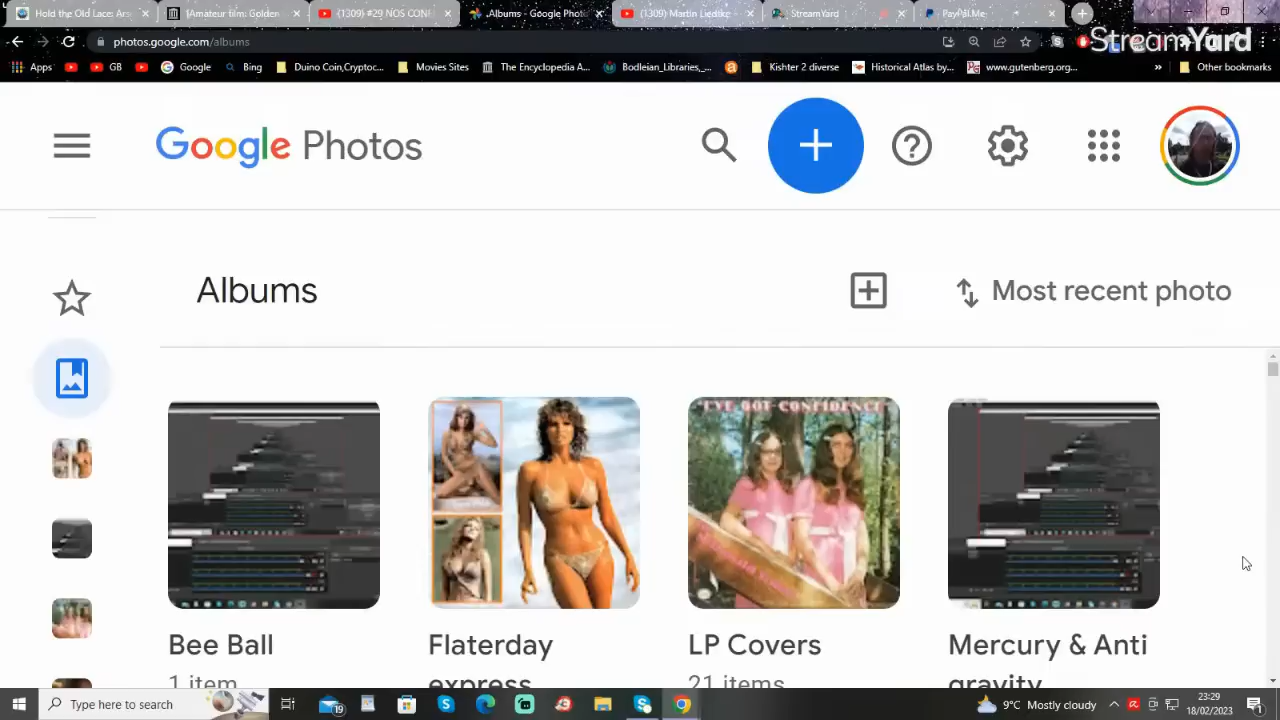 Hold the Old Lace: Ars
[Amateur film: Golden
(1309) #29 NOS CONF
Albums - Google Photo
(1309) Martin Liedtke -
StreamYard
PayPal.Me
photos.google.com/albums
StreamYard
Apps
GB
Google
Bing
Duino Coin,Cryptoc...
Movies Sites
The Encyclopedia A...
Bodleian_Libraries,_...
Kishter 2 diverse
Historical Atlas by...
www.gutenberg.org...
»
Other bookmarks
Google Photos
Albums
Most recent photo
I'VE GOT CONFIDENCE
Bee Ball
Flaterday
LP Covers
Mercury & Anti
1 item
express
21 items
gravity
Type here to search
19
9°C Mostly cloudy
23:29
18/02/2023
1